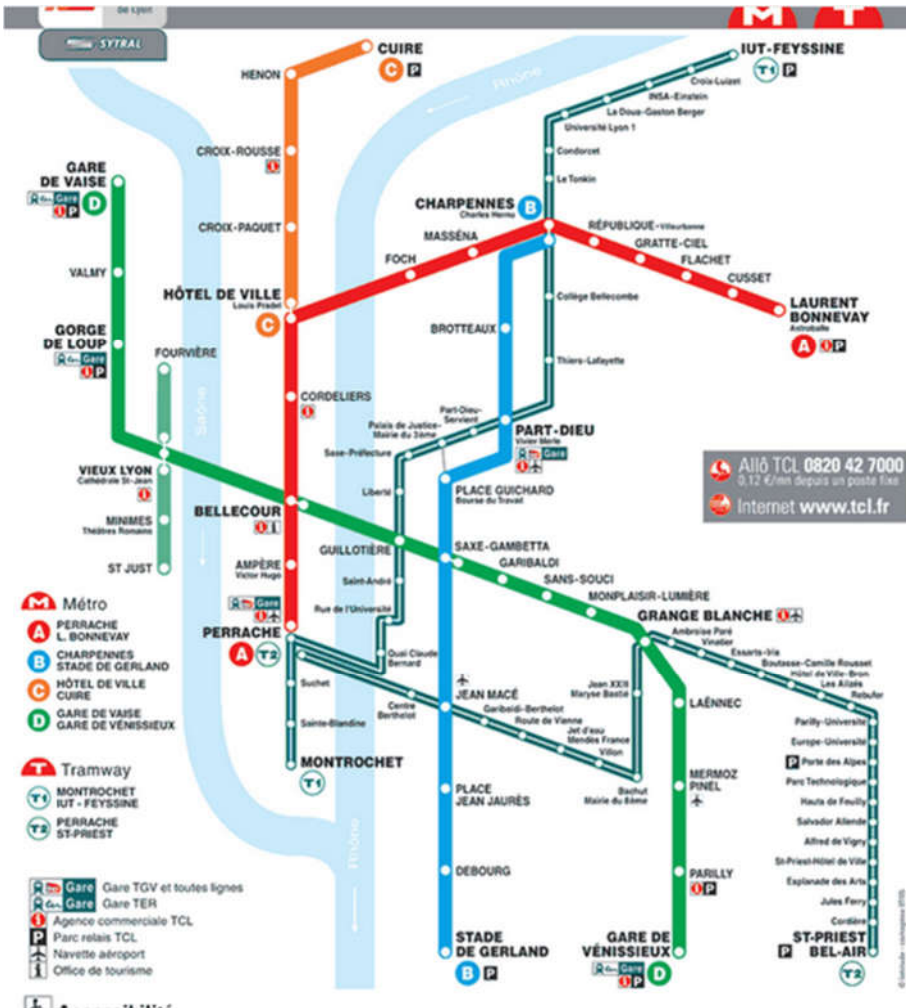 de Lyon
SYTRAL
M T
CUIRE
C P
HENON
CROIX-ROUSSE
CROIX-PAQUET
HÔTEL DE VILLE
Louis Pradel
C
IUT-FEYSSINE
T1 P
Croix-Luizet
INSA-Einstein
La Doua-Gaston Berger
Université Lyon 1
Condorcet
Le Tonkin
Rhône
GARE
DE VAISE
Gare
D
P
VALMY
GORGE
DE LOUP
Gare
P
FOURVIÈRE
Saône
CHARPENNES
Charles Hernu
B
MASSÉNA
FOCH
RÉPUBLIQUE-Villeurbanne
GRATTE-CIEL
FLACHET
CUSSET
LAURENT
BONNEVAY
Astroballe
A P
Collège Bellecombe
BROTTEAUX
Thiers-Lafayette
CORDELIERS
Part-Dieu-
Servient
Palais de Justice-
Mairie du 3ème
Saxe-Préfecture
PART-DIEU
Vivier Merle
Gare
Allô TCL 0820 42 7000
0,12 €/mn depuis un poste fixe
Internet www.tcl.fr
VIEUX LYON
Cathédrale St-Jean
MINIMES
Théâtres Romains
ST JUST
Liberté
PLACE GUICHARD
Bourse du Travail
BELLECOUR
GUILLOTIÈRE
SAXE-GAMBETTA
GARIBALDI
SANS-SOUCI
MONPLAISIR-LUMIÈRE
GRANGE BLANCHE
AMPÈRE
Victor Hugo
Saint-André
Rue de l'Université
Gare
PERRACHE
A T2
Quai Claude
Bernard
Ambroise Paré
Vinatier
Essarts-Iris
Boutasse-Camille Rousset
Hôtel de Ville-Bron
Les Alizés
Rebufer
Suchet
Sainte-Blandine
MONTROCHET
T1
Centre
Berthelot
JEAN MACÉ
Garibaldi-Berthelot
Route de Vienne
Jet d'eau
Mendès France
Villon
Jean XXIII
Maryse Bastié
Bachut
Mairie du 8ème
LAËNNEC
MERMOZ
PINEL
PARILLY
P
GARE DE
VÉNISSIEUX
Gare
P D
PLACE
JEAN JAURÈS
DEBOURG
STADE
DE GERLAND
B P
Rhône
Parilly-Université
Europe-Université
P Porte des Alpes
Parc Technologique
Hauts de Feuilly
Salvador Allende
Alfred de Vigny
St-Priest-Hôtel de Ville
Esplanade des Arts
Jules Ferry
Cordière
ST-PRIEST
P BEL-AIR
T2
M Métro
A PERRACHE
L. BONNEVAY
B CHARPENNES
STADE DE GERLAND
C HÔTEL DE VILLE
CUIRE
D GARE DE VAISE
GARE DE VÉNISSIEUX
T Tramway
T1 MONTROCHET
IUT - FEYSSINE
T2 PERRACHE
ST-PRIEST
Gare Gare TGV et toutes lignes
Gare Gare TER
Agence commerciale TCL
P Parc relais TCL
Navette aéroport
i Office de tourisme